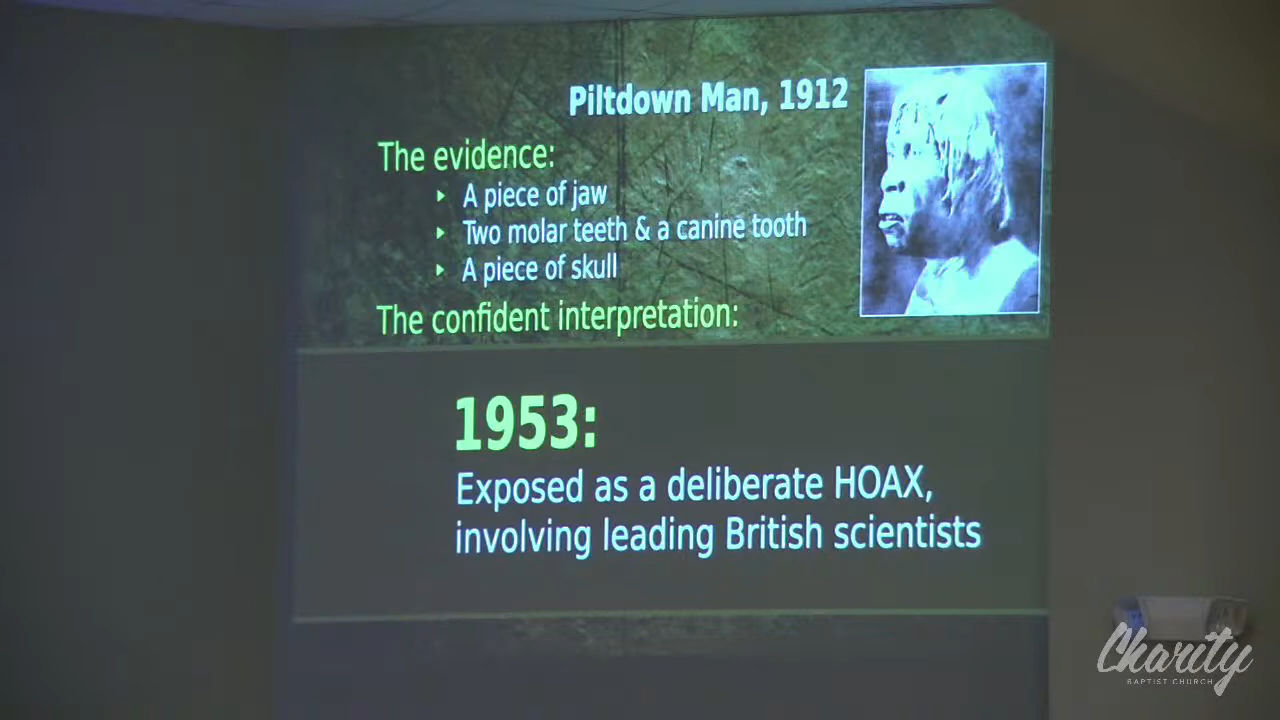 Piltdown Man, 1912
The evidence:
A piece of jaw
Two molar teeth & a canine tooth
A piece of skull
The confident interpretation:
1953:
Exposed as a deliberate HOAX,
involving leading British scientists
Charity
BAPTIST CHURCH